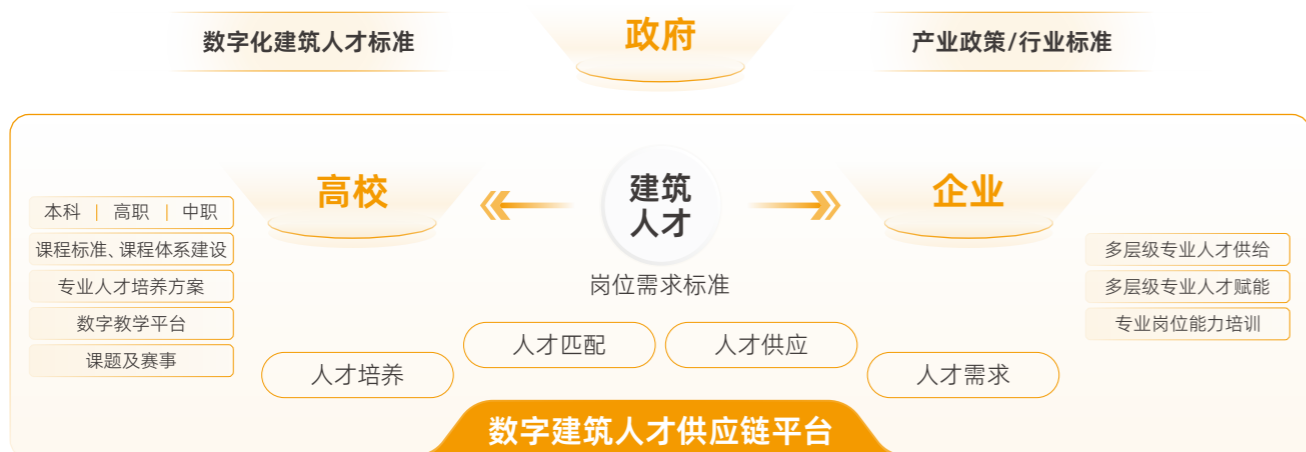 数字化建筑人才标准
政府
产业政策/行业标准
高校
建筑
人才
企业
本科 | 高职 | 中职
课程标准、课程体系建设
专业人才培养方案
数字教学平台
课题及赛事
岗位需求标准
多层级专业人才供给
多层级专业人才赋能
专业岗位能力培训
人才培养
人才匹配
人才供应
人才需求
数字建筑人才供应链平台